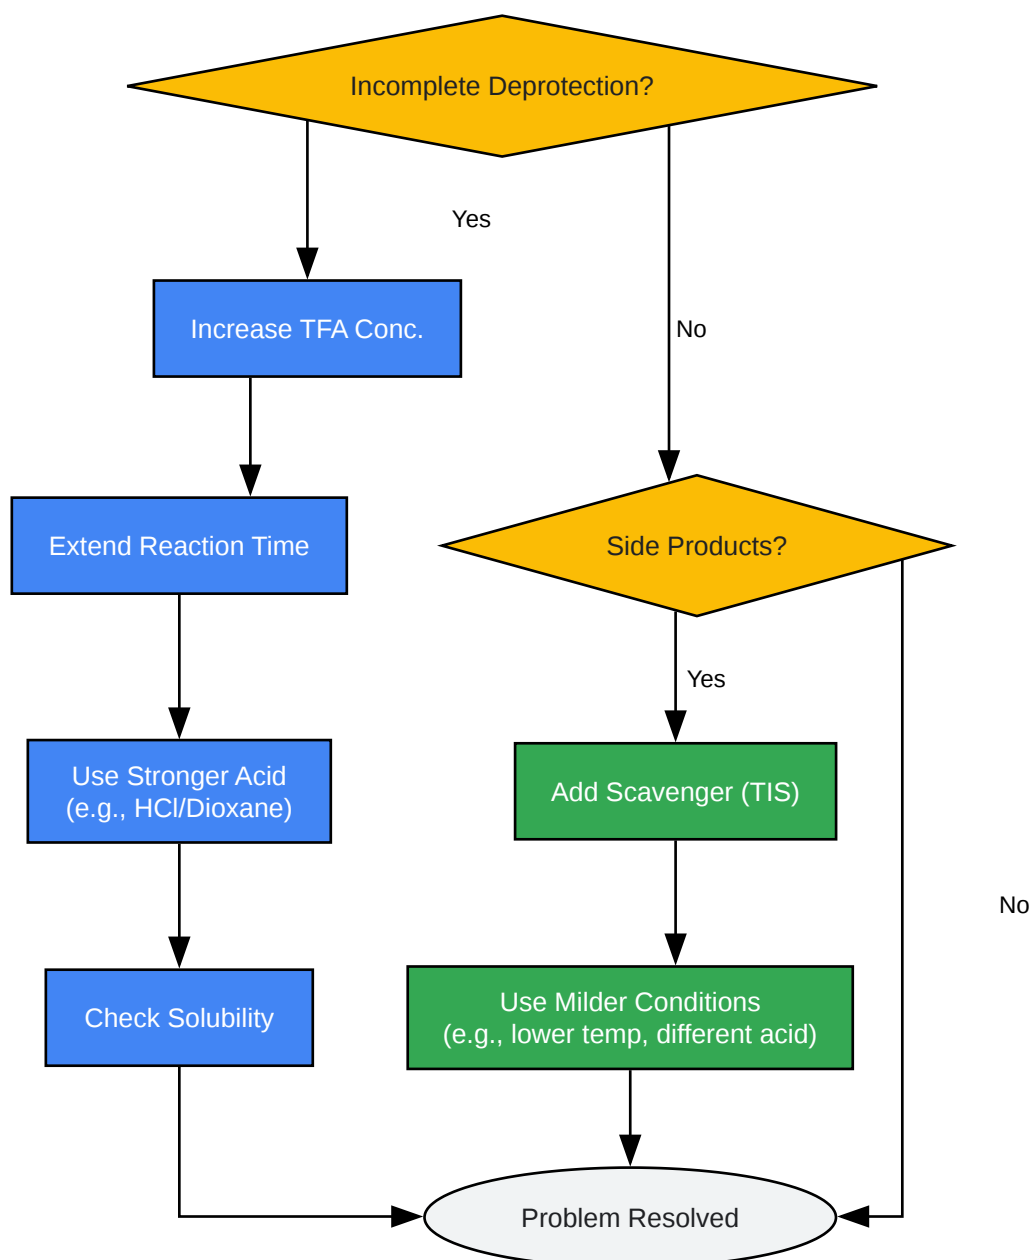 Incomplete Deprotection?
Yes
Increase TFA Conc.
No
Extend Reaction Time
Side Products?
Yes
Use Stronger Acid
(e.g., HCl/Dioxane)
Add Scavenger (TIS)
No
Check Solubility
Use Milder Conditions
(e.g., lower temp, different acid)
Problem Resolved